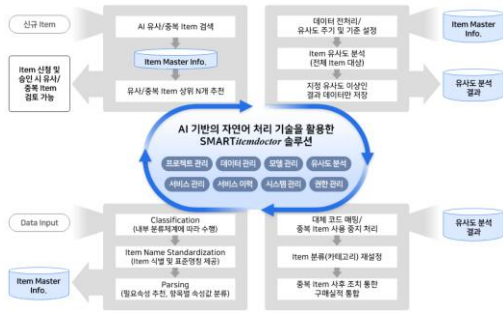 신규 Item
AI 유사/중복 Item 검색
Item Master Info.
유사/중복 Item 상위 N개 추천
Item 신청 및
승인 시 유사/
중복 Item
검토 가능
데이터 전처리/
유사도 주기 및 기준 설정
Item 유사도 분석
(전체 Item 대상)
지정 유사도 이상인
결과 데이터만 저장
Item Master
Info.
유사도 분석
결과
AI 기반의 자연어 처리 기술을 활용한
SMARTitemdoctor 솔루션
프로젝트 관리
데이터 관리
모델 관리
유사도 분석
서비스 관리
서비스 이력
시스템 관리
권한 관리
Data Input
Classification
(내부 분류체계에 따라 수행)
Item Name Standardization
(Item 식별 및 표준명칭 제공)
Parsing
(필요속성 추천, 항목별 속성값 분류)
Item Master
Info.
대체 코드 매핑/
중복 Item 사용 중지 처리
Item 분류(카테고리) 재설정
중복 Item 사후 조치 통한
구매실적 통합
유사도 분석
결과